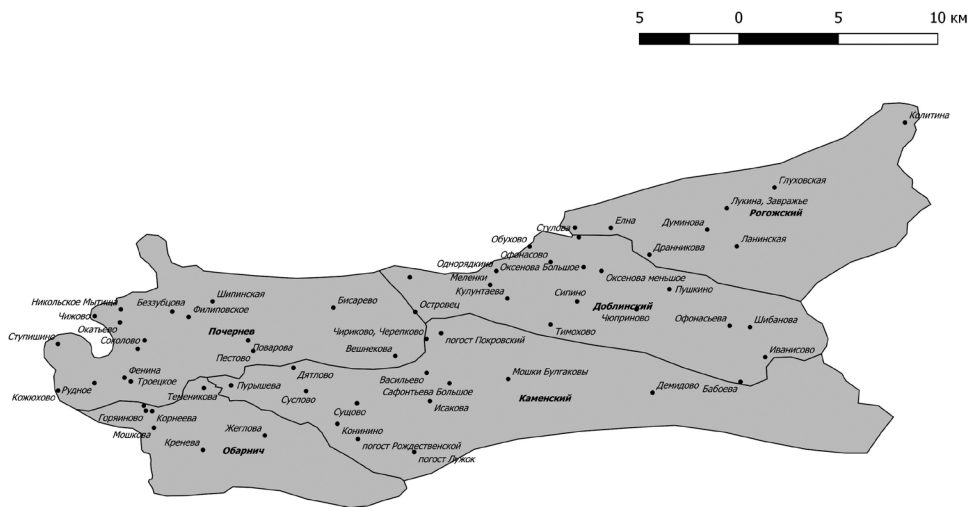 5 0 5 10 км
Колитина
Глуховская
Лукина, Завражье
Рогожский
Елна
Стулова
Думинова
Обухово
Ланинская
Дранникова
Офонасово
Однорядкина
Оксенова Большое
Оксенова меньшое
Меленки
Пушкино
Кулунтаева
Шипинская
Никольское Мытища
Беззубцова
Бисарево
Сипино
Островец
Доблинский
Чижово
Филиповское
Чюприново
Офонасьева
Шибанова
Окатьево
Почернев
Чириково, Черепково
Тимохово
Ступишино
Соколово
погост Покровский
Поварова
Пестово
Вешнекова
Иванисово
Фенина
Дятлово
Троецкое
Васильево
Мошки Булгаковы
Рудное
Пурышева
Сафонтьева Большое
Демидово
Бабоева
Кожюхово
Теменикова
Суслово
Каменский
Исакова
Сущово
Горяиново
Корнеева
Мошкова
Жеглова
Конинино
Кренева
Обарнич
погост Рождественской
погост Лужок